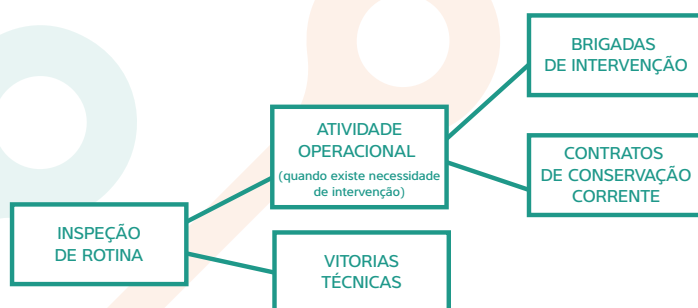 INSPEÇÃO
DE ROTINA
ATIVIDADE
OPERACIONAL
(quando existe necessidade
de intervenção)
VITORIAS
TÉCNICAS
BRIGADAS
DE INTERVENÇÃO
CONTRATOS
DE CONSERVAÇÃO
CORRENTE